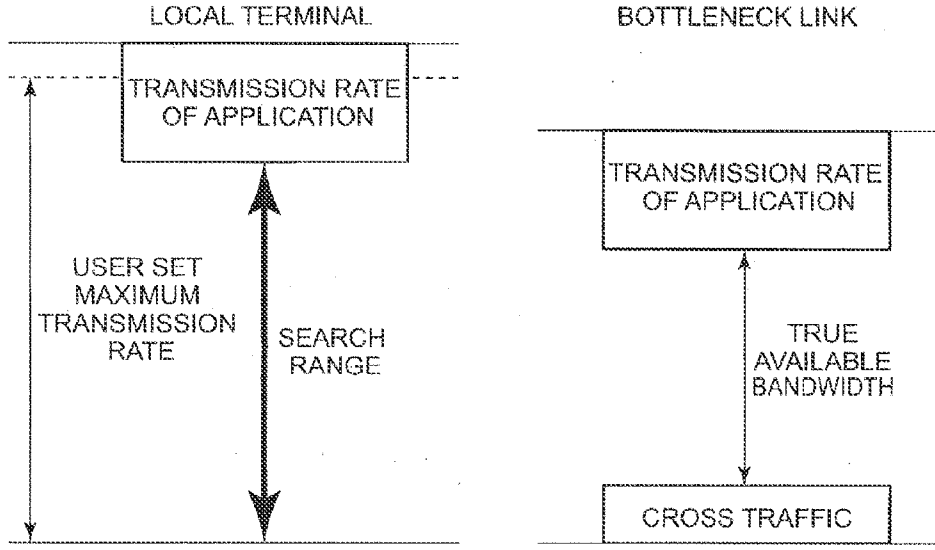 LOCAL TERMINAL
TRANSMISSION RATE
OF APPLICATION
USER SET
MAXIMUM
TRANSMISSION
RATE
SEARCH
RANGE
BOTTLENECK LINK
TRANSMISSION RATE
OF APPLICATION
TRUE
AVAILABLE
BANDWIDTH
CROSS TRAFFIC